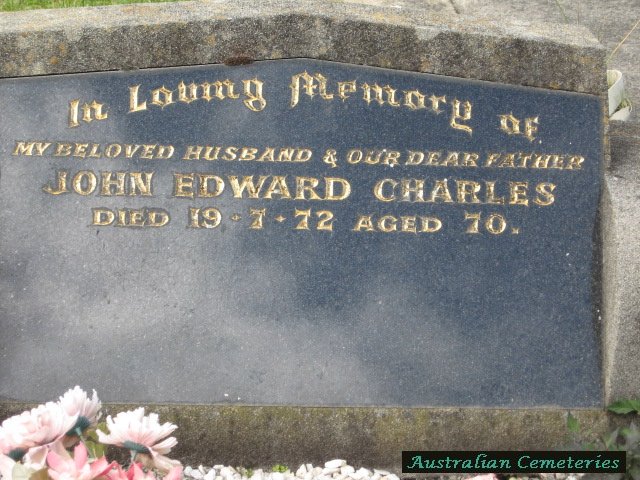 In Loving Memory of
MY BELOVED HUSBAND & OUR DEAR FATHER
JOHN EDWARD CHARLES
DIED 19 · 7 · 72 AGED 70.
Australian Cemeteries